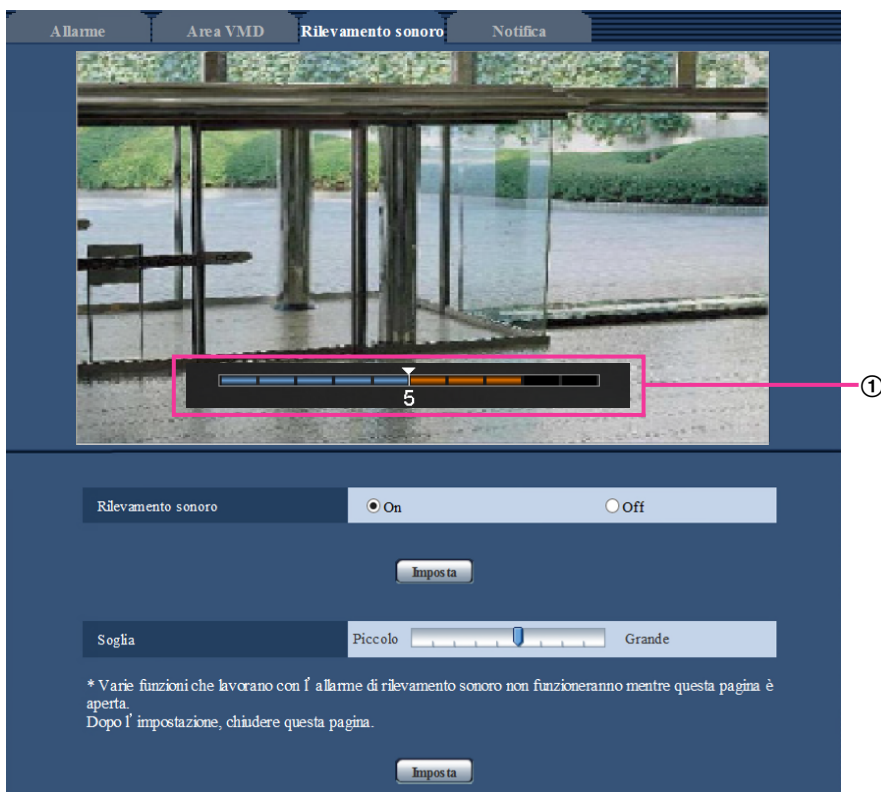 Allarme Area VMD Rilevamento sonoro Notifica
5
①
Rilevamento sonoro On Off
Imposta
Soglia Piccolo Grande
* Varie funzioni che lavorano con l' allarme di rilevamento sonoro non funzioneranno mentre questa pagina è
aperta.
Dopo l' impostazione, chiudere questa pagina.
Imposta